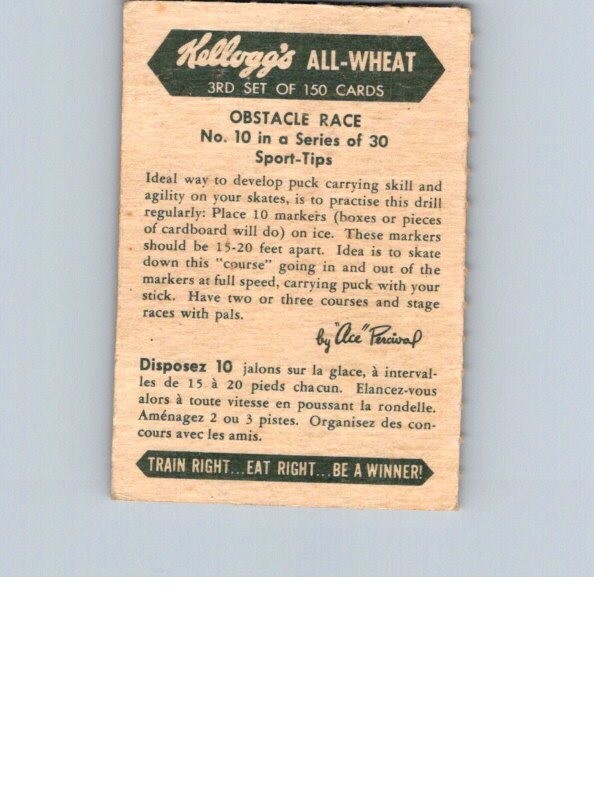 Kellogg's ALL-WHEAT
3RD SET OF 150 CARDS
OBSTACLE RACE
No. 10 in a Series of 30
Sport-Tips
Ideal way to develop puck carrying skill and
agility on your skates, is to practise this drill
regularly: Place 10 markers (boxes or pieces
of cardboard will do) on ice. These markers
should be 15-20 feet apart. Idea is to skate
down this "course" going in and out of the
markers at full speed, carrying puck with your
stick. Have two or three courses and stage
races with pals.
by "Ace" Percival
Disposez 10 jalons sur la glace, à interval-
les de 15 à 20 pieds chacun. Elancez-vous
alors à toute vitesse en poussant la rondelle.
Aménagez 2 ou 3 pistes. Organisez des con-
cours avec les amis.
TRAIN RIGHT...EAT RIGHT...BE A WINNER!